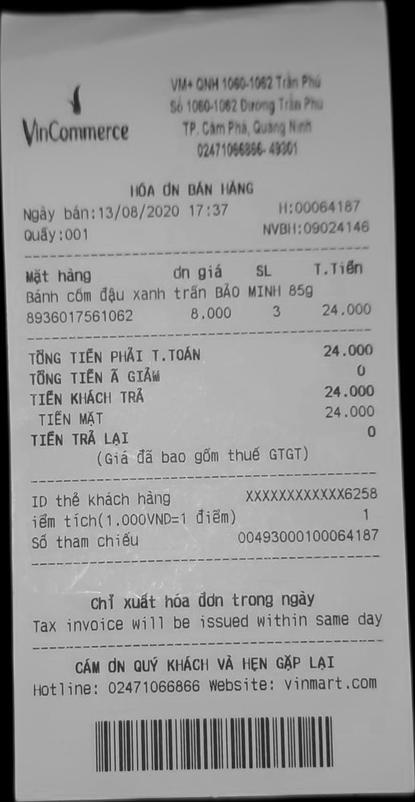 VinCommerce
VM+ QNH 1060-1062 Trần Phú
Số 1060-1062 Đường Trần Phú
TP. Cẩm Phả, Quảng Ninh
02471066866- 49301
HÓA ƠN BÁN HÀNG
Ngày bán:13/08/2020 17:37 H:00064187
Quầy:001 NVBH:09024146
Mặt hàng ơn giá SL T.Tiền
Bánh cốm đậu xanh trần BẢO MINH 85g
8936017561062 8.000 3 24.000
TỔNG TIỀN PHẢI T.TOÁN 24.000
TỔNG TIỀN Ã GIẢM 0
TIỀN KHÁCH TRẢ 24.000
TIỀN MẶT 24.000
TIỀN TRẢ LẠI 0
(Giá đã bao gồm thuế GTGT)
ID thẻ khách hàng XXXXXXXXXXXX6258
iểm tích(1.000VND=1 điểm) 1
Số tham chiếu 00493000100064187
Chỉ xuất hóa đơn trong ngày
Tax invoice will be issued within same day
CẢM ƠN QUÝ KHÁCH VÀ HẸN GẶP LẠI
Hotline: 02471066866 Website: vinmart.com